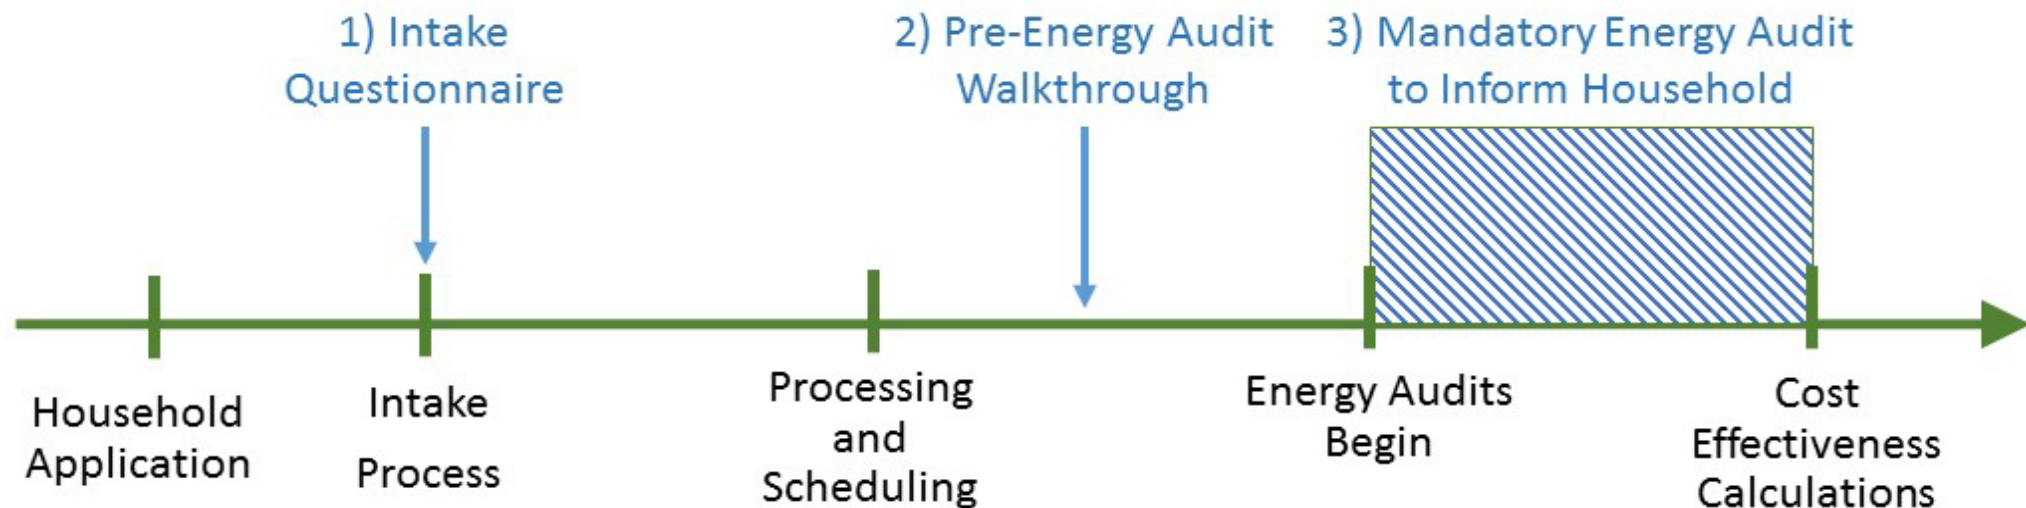 1) Intake
Questionnaire
2) Pre-Energy Audit
Walkthrough
3) Mandatory Energy Audit
to Inform Household
Household
Application
Intake
Process
Processing
and
Scheduling
Energy Audits
Begin
Cost
Effectiveness
Calculations